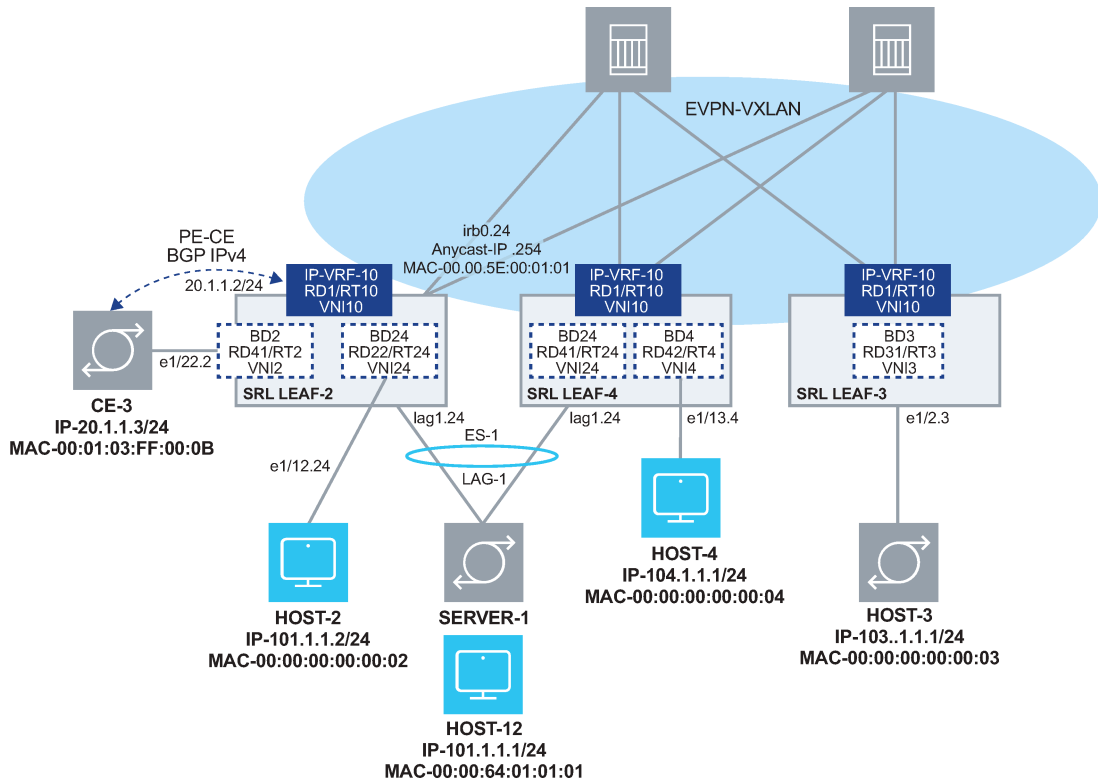 EVPN-VXLAN
irb0.24
Anycast-IP .254
MAC-00.00.5E:00:01:01
PE-CE
BGP IPv4
20.1.1.2/24
IP-VRF-10
RD1/RT10
VNI10
IP-VRF-10
RD1/RT10
VNI10
IP-VRF-10
RD1/RT10
VNI10
BD2
RD41/RT2
VNI2
BD24
RD22/RT24
VNI24
SRL LEAF-2
BD24
RD41/RT24
VNI24
BD4
RD42/RT4
VNI4
SRL LEAF-4
BD3
RD31/RT3
VNI3
SRL LEAF-3
e1/22.2
CE-3
IP-20.1.1.3/24
MAC-00:01:03:FF:00:0B
lag1.24
lag1.24
e1/13.4
e1/2.3
ES-1
LAG-1
e1/12.24
HOST-2
IP-101.1.1.2/24
MAC-00:00:00:00:00:02
SERVER-1
HOST-12
IP-101.1.1.1/24
MAC-00:00:64:01:01:01
HOST-4
IP-104.1.1.1/24
MAC-00:00:00:00:00:04
HOST-3
IP-103..1.1.1/24
MAC-00:00:00:00:00:03